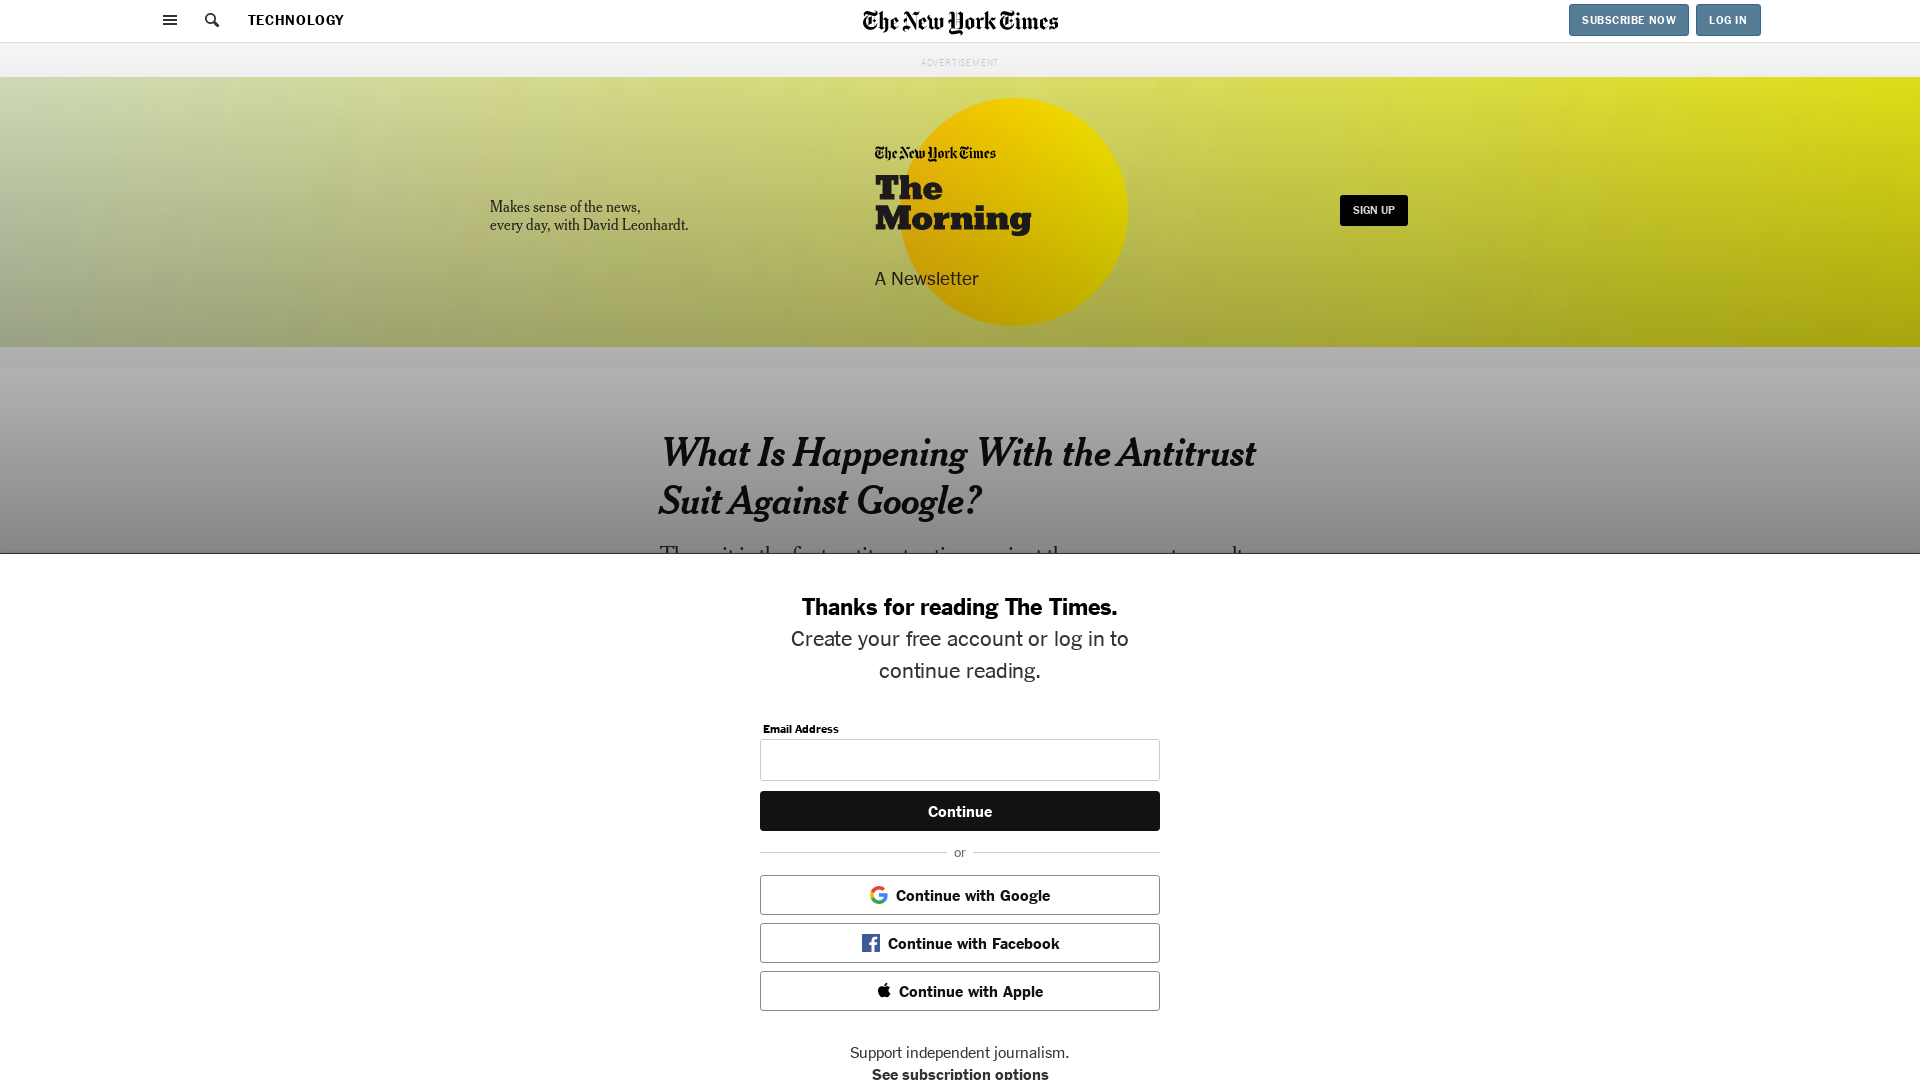 TECHNOLOGY
The New York Times
SUBSCRIBE NOW
LOG IN
ADVERTISEMENT
Makes sense of the news,
every day, with David Leonhardt.
The New York Times
The
Morning
A Newsletter
SIGN UP
What Is Happening With the Antitrust
Suit Against Google?
Thanks for reading The Times.
Create your free account or log in to
continue reading.
Email Address
Continue
or
Continue with Google
Continue with Facebook
Continue with Apple
Support independent journalism.
See subscription options